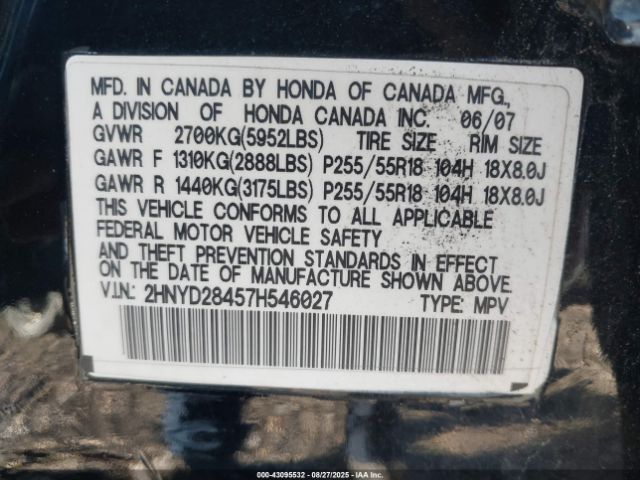 MFD. IN CANADA BY HONDA OF CANADA MFG.,
A DIVISION OF HONDA CANADA INC. 06/07
GVWR 2700KG(5952LBS) TIRE SIZE RIM SIZE
GAWR F 1310KG(2888LBS) P255/55R18 104H 18X8.0J
GAWR R 1440KG(3175LBS) P255/55R18 104H 18X8.0J
THIS VEHICLE CONFORMS TO ALL APPLICABLE
FEDERAL MOTOR VEHICLE SAFETY
AND THEFT PREVENTION STANDARDS IN EFFECT
ON THE DATE OF MANUFACTURE SHOWN ABOVE.
V.I.N.: 2HNYD28457H546027 TYPE: MPV
000-43095532 - 08/27/2025 - IAA Inc.